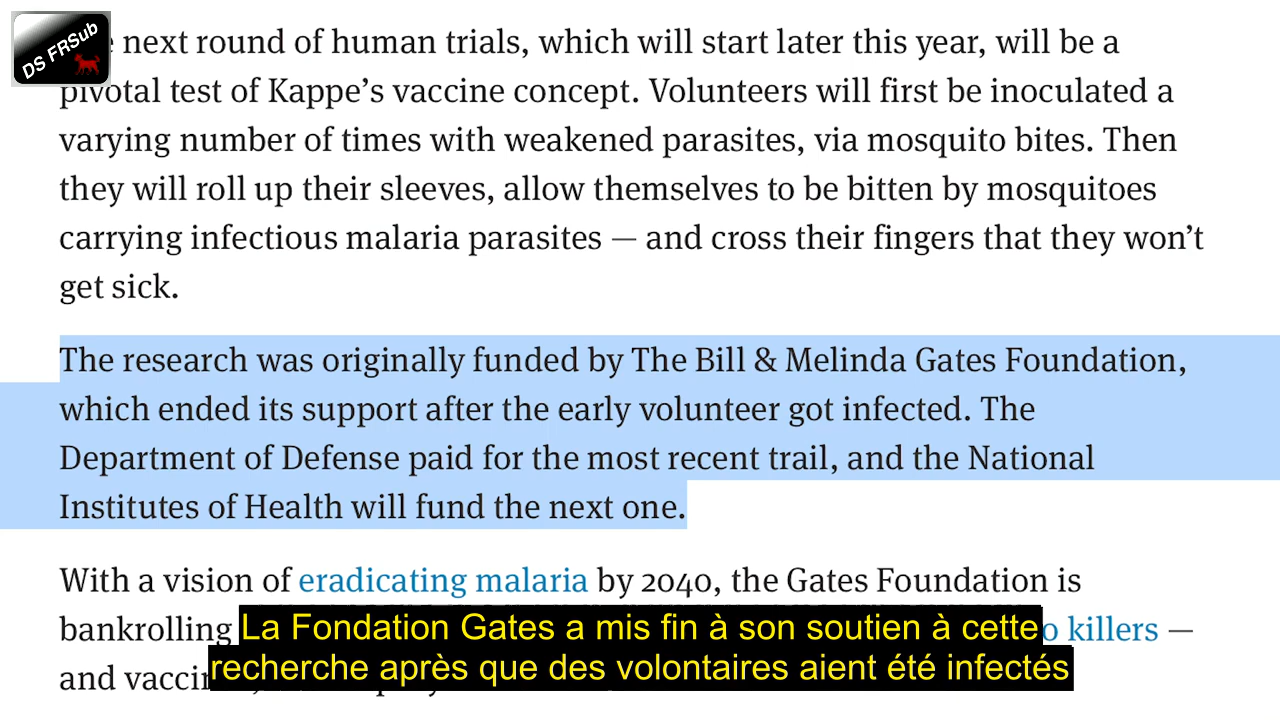 DS FRSub
next round of human trials, which will start later this year, will be a
pivotal test of Kappe’s vaccine concept. Volunteers will first be inoculated a
varying number of times with weakened parasites, via mosquito bites. Then
they will roll up their sleeves, allow themselves to be bitten by mosquitoes
carrying infectious malaria parasites — and cross their fingers that they won’t
get sick.
The research was originally funded by The Bill & Melinda Gates Foundation,
which ended its support after the early volunteer got infected. The
Department of Defense paid for the most recent trail, and the National
Institutes of Health will fund the next one.
With a vision of eradicating malaria by 2040, the Gates Foundation is
bankrolling killers —
and
La Fondation Gates a mis fin à son soutien à cette
recherche après que des volontaires aient été infectés